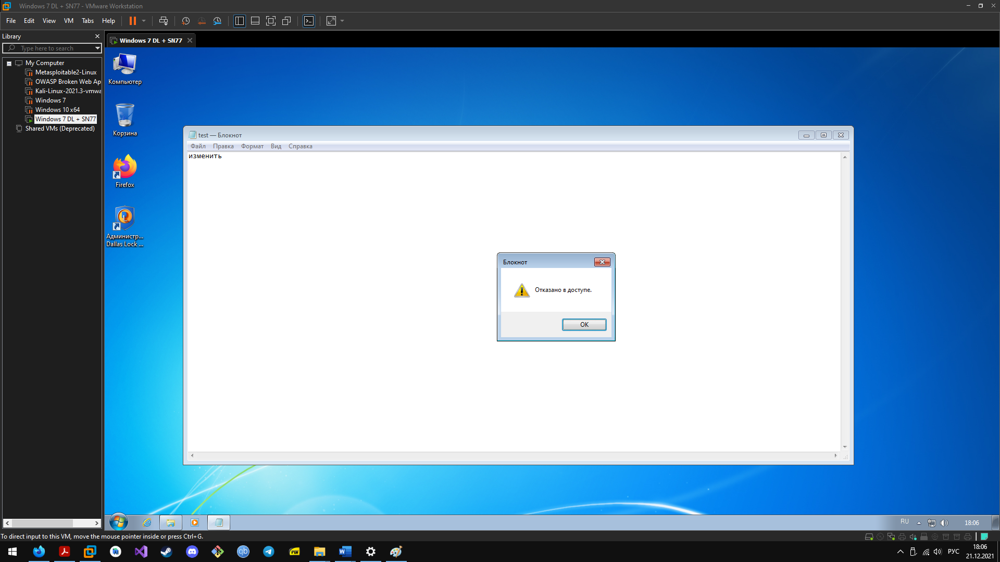 Windows 7 DL + SN77 - VMware Workstation
File Edit View VM Tabs Help
Library
Type here to search
My Computer
Metasploitable2-Linux
OWASP Broken Web Ap
Kali-Linux-2021.3-vmwa
Windows 7
Windows 10 x64
Windows 7 DL + SN77
Shared VMs (Deprecated)
Windows 7 DL + SN77
Компьютер
Корзина
Firefox
Администр...
Dallas Lock ...
test — Блокнот
Файл Правка Формат Вид Справка
изменить
Блокнот
Отказано в доступе.
OK
RU
18:06
To direct input to this VM, move the mouse pointer inside or press Ctrl+G.
qb
PDF
W
РУС
18:06
21.12.2021